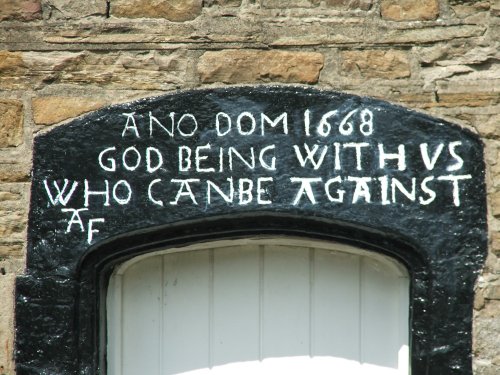 ANO DOM 1668
GOD BEING WITH VS
WHO CANBE AGAINST
AF